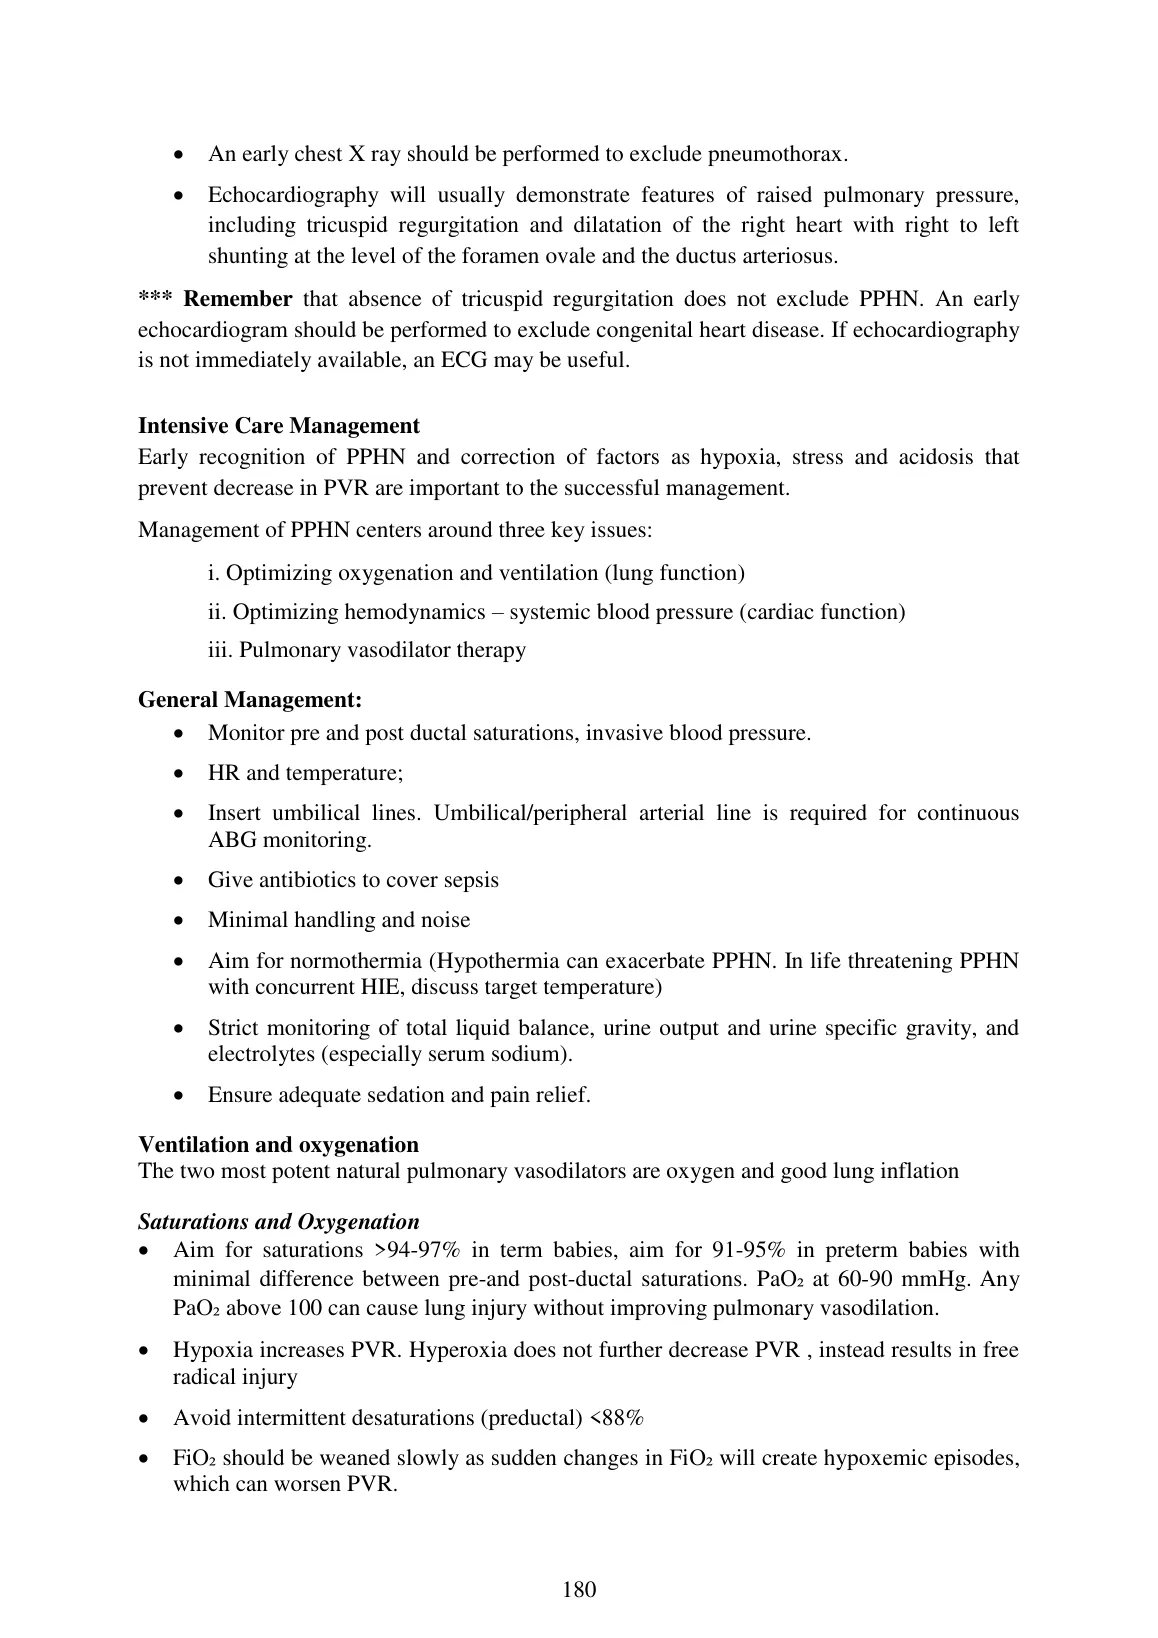 • An early chest X ray should be performed to exclude pneumothorax.
• Echocardiography will usually demonstrate features of raised pulmonary pressure,
including tricuspid regurgitation and dilatation of the right heart with right to left
shunting at the level of the foramen ovale and the ductus arteriosus.
*** Remember that absence of tricuspid regurgitation does not exclude PPHN. An early
echocardiogram should be performed to exclude congenital heart disease. If echocardiography
is not immediately available, an ECG may be useful.
Intensive Care Management
Early recognition of PPHN and correction of factors as hypoxia, stress and acidosis that
prevent decrease in PVR are important to the successful management.
Management of PPHN centers around three key issues:
i. Optimizing oxygenation and ventilation (lung function)
ii. Optimizing hemodynamics – systemic blood pressure (cardiac function)
iii. Pulmonary vasodilator therapy
General Management:
• Monitor pre and post ductal saturations, invasive blood pressure.
• HR and temperature;
• Insert umbilical lines. Umbilical/peripheral arterial line is required for continuous
ABG monitoring.
• Give antibiotics to cover sepsis
• Minimal handling and noise
• Aim for normothermia (Hypothermia can exacerbate PPHN. In life threatening PPHN
with concurrent HIE, discuss target temperature)
• Strict monitoring of total liquid balance, urine output and urine specific gravity, and
electrolytes (especially serum sodium).
• Ensure adequate sedation and pain relief.
Ventilation and oxygenation
The two most potent natural pulmonary vasodilators are oxygen and good lung inflation
Saturations and Oxygenation
• Aim for saturations >94-97% in term babies, aim for 91-95% in preterm babies with
minimal difference between pre-and post-ductal saturations. PaO₂ at 60-90 mmHg. Any
PaO₂ above 100 can cause lung injury without improving pulmonary vasodilation.
• Hypoxia increases PVR. Hyperoxia does not further decrease PVR , instead results in free
radical injury
• Avoid intermittent desaturations (preductal) <88%
• FiO₂ should be weaned slowly as sudden changes in FiO₂ will create hypoxemic episodes,
which can worsen PVR.
180